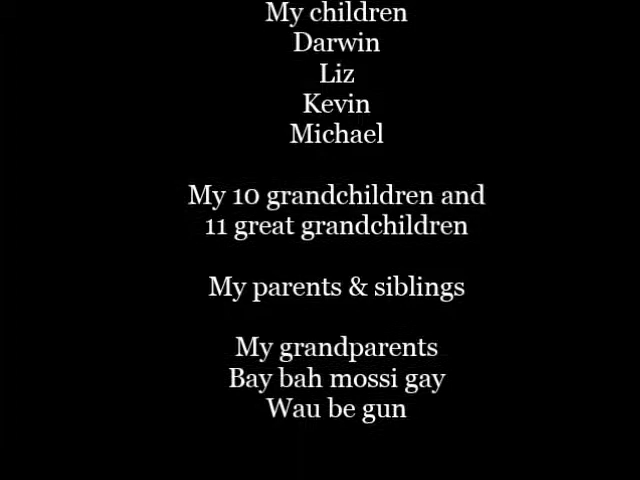 My children
Darwin
Liz
Kevin
Michael
My 10 grandchildren and
11 great grandchildren
My parents & siblings
My grandparents
Bay bah mossi gay
Wau be gun